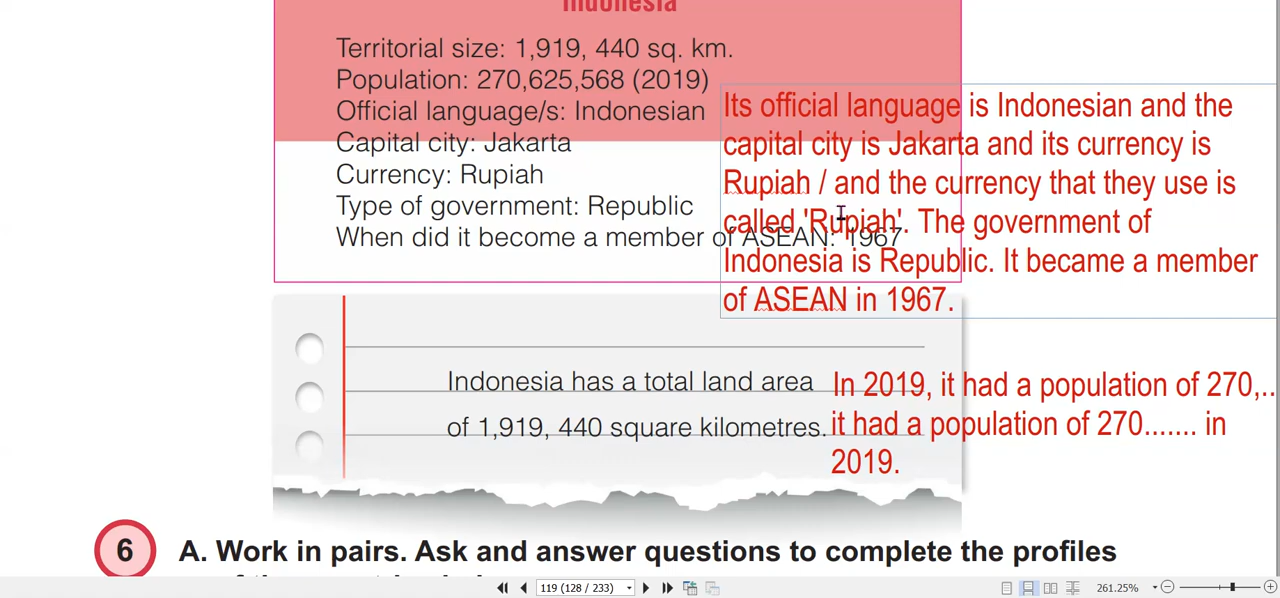 Indonesia
Territorial size: 1,919, 440 sq. km.
Population: 270,625,568 (2019)
Official language/s: Indonesian
Capital city: Jakarta
Currency: Rupiah
Type of government: Republic
When did it become a member of ASEAN: 1967
Its official language is Indonesian and the
capital city is Jakarta and its currency is
Rupiah / and the currency that they use is
called 'Rupiah'. The government of
Indonesia is Republic. It became a member
of ASEAN in 1967.
Indonesia has a total land area
of 1,919, 440 square kilometres.
In 2019, it had a population of 270,..
it had a population of 270....... in
2019.
6 A. Work in pairs. Ask and answer questions to complete the profiles
119 (128 / 233)
261.25%